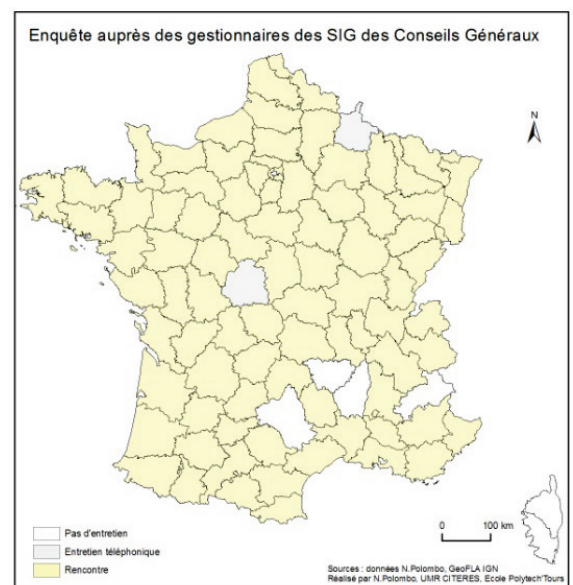 Enquête auprès des gestionnaires des SIG des Conseils Généraux
N
Pas d'entretien
Entretien téléphonique
Rencontre
0 100 km
Sources : données N.Polombo, GeoFLA IGN
Réalisé par N.Polombo, UMR CITERES, Ecole Polytech'Tours